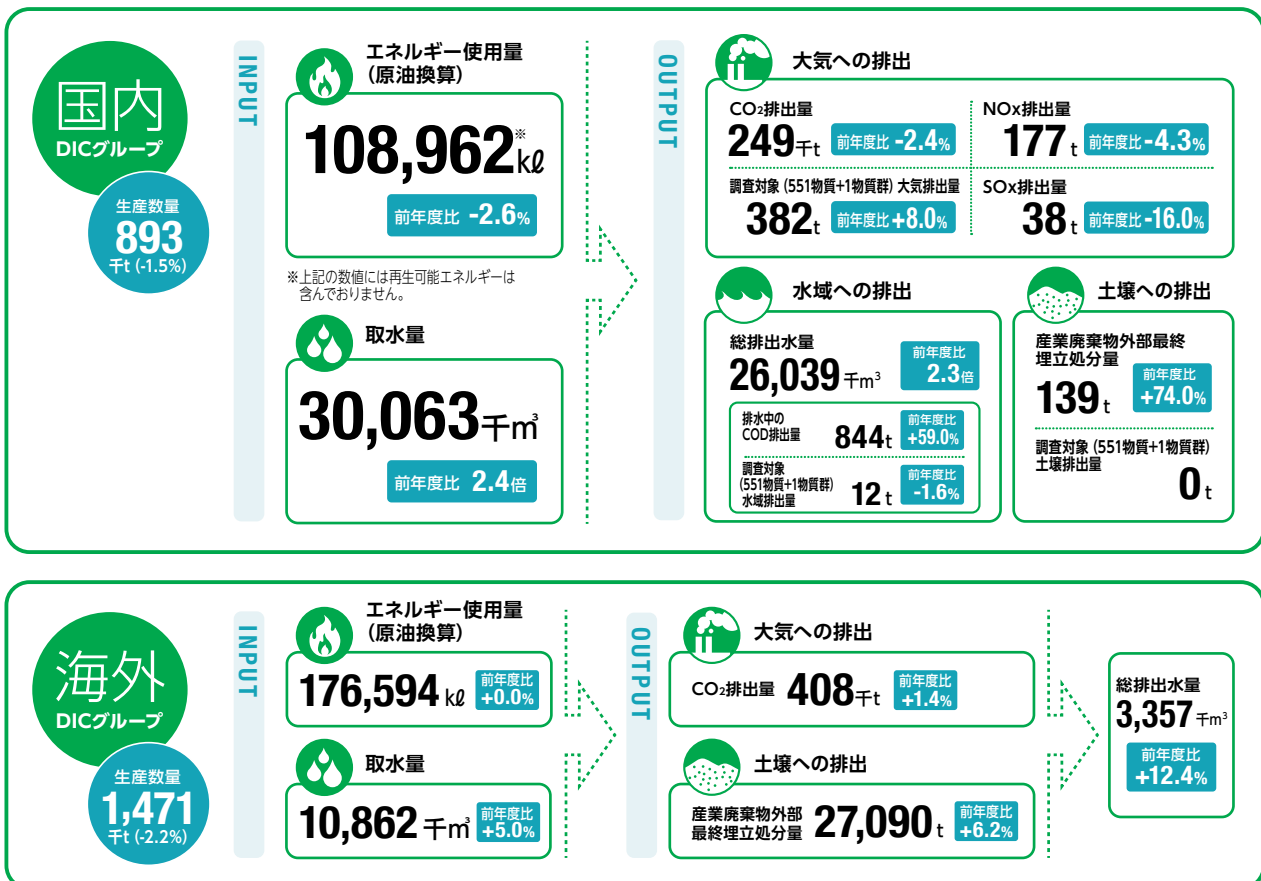 国内
DICグループ
生産数量
893
千t (-1.5%)
INPUT
エネルギー使用量
(原油換算)
108,962※kℓ
前年度比 -2.6%
※上記の数値には再生可能エネルギーは
含んでおりません。
取水量
30,063千㎥
前年度比 2.4倍
OUTPUT
大気への排出
CO₂排出量
249千t 前年度比 -2.4%
NOx排出量
177t 前年度比 -4.3%
調査対象 (551物質+1物質群) 大気排出量
382t 前年度比 +8.0%
SOx排出量
38t 前年度比 -16.0%
水域への排出
総排出水量
26,039千m³
前年度比
2.3倍
排水中の
COD排出量
844t
前年度比
+59.0%
調査対象
(551物質+1物質群)
水域排出量
12t
前年度比
-1.6%
土壌への排出
産業廃棄物外部最終
埋立処分量
139t
前年度比
+74.0%
調査対象 (551物質+1物質群)
土壌排出量
0t
海外
DICグループ
生産数量
1,471
千t (-2.2%)
INPUT
エネルギー使用量
(原油換算)
176,594 kℓ
前年度比
+0.0%
取水量
10,862千㎥
前年度比
+5.0%
OUTPUT
大気への排出
CO₂排出量 408千t
前年度比
+1.4%
土壌への排出
産業廃棄物外部
最終埋立処分量
27,090t
前年度比
+6.2%
総排出水量
3,357千m³
前年度比
+12.4%